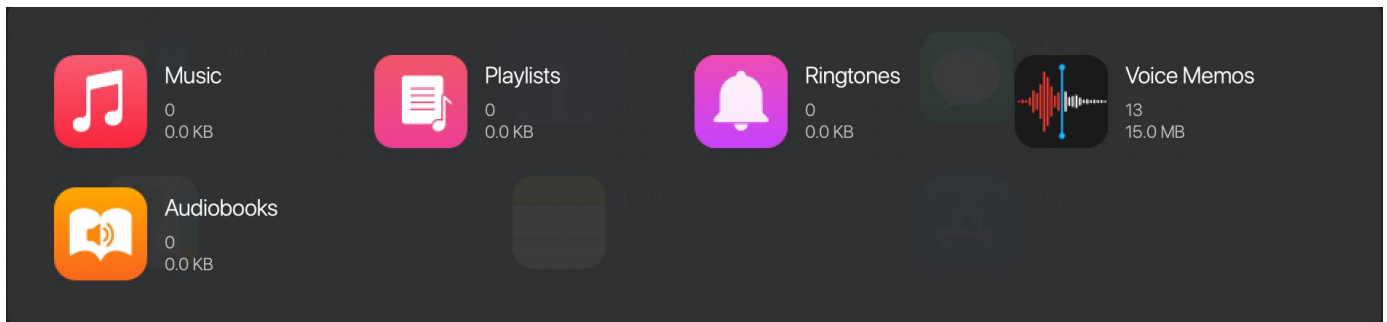 Music
0
0.0 KB
Playlists
0
0.0 KB
Ringtones
0
0.0 KB
Voice Memos
13
15.0 MB
Audiobooks
0
0.0 KB